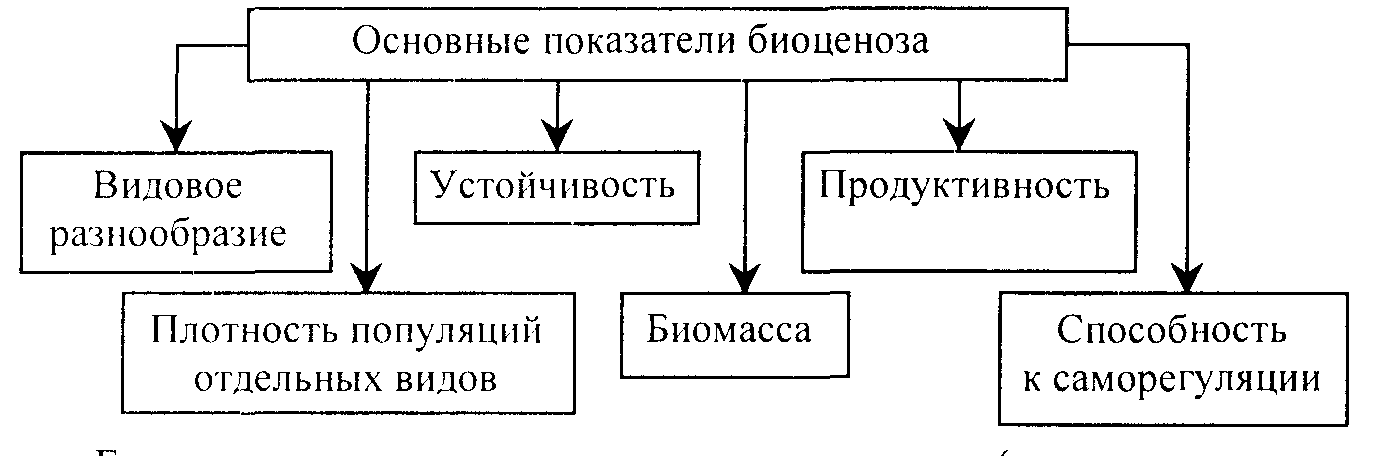 Основные показатели биоценоза
Видовое
разнообразие
Устойчивость
Продуктивность
Плотность популяций
отдельных видов
Биомасса
Способность
к саморегуляции